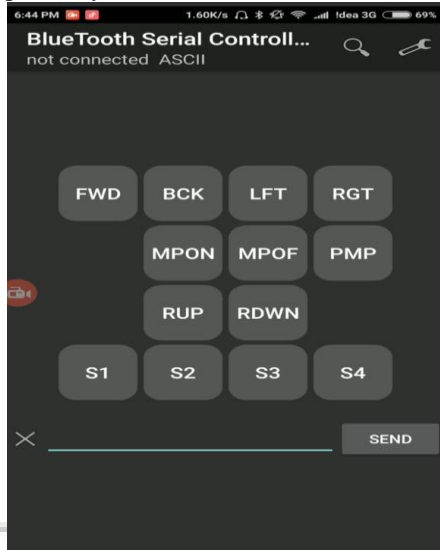 6:44 PM 1.60K/s Idea 3G 69%
BlueTooth Serial Controll...
not connected ASCII
FWD BCK LFT RGT
MPON MPOF PMP
RUP RDWN
S1 S2 S3 S4
SEND